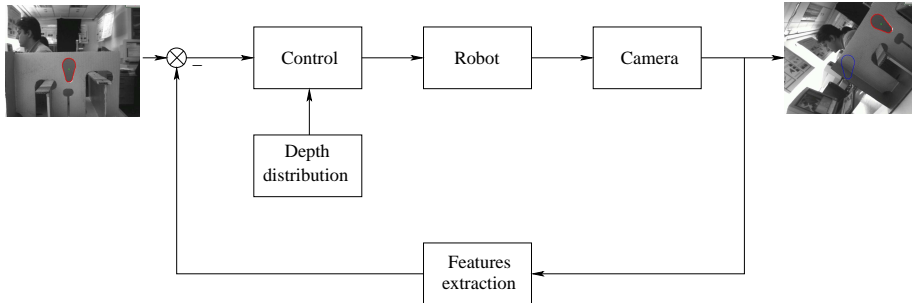 Control
Robot
Camera
–
Depth
distribution
Features
extraction